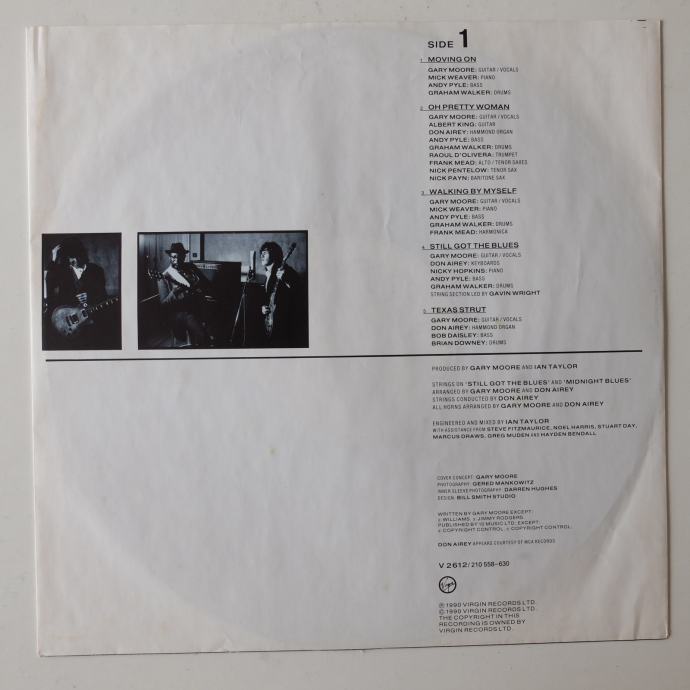 SIDE 1
1 MOVING ON
GARY MOORE: GUITAR / VOCALS
MICK WEAVER: PIANO
ANDY PYLE: BASS
GRAHAM WALKER: DRUMS
2 OH PRETTY WOMAN
GARY MOORE: GUITAR / VOCALS
ALBERT KING: GUITAR
DON AIREY: HAMMOND ORGAN
ANDY PYLE: BASS
GRAHAM WALKER: DRUMS
RAOUL D'OLIVERA: TRUMPET
FRANK MEAD: ALTO / TENOR SAXES
NICK PENTELOW: TENOR SAX
NICK PAYN: BARITONE SAX
3 WALKING BY MYSELF
GARY MOORE: GUITAR / VOCALS
MICK WEAVER: PIANO
ANDY PYLE: BASS
GRAHAM WALKER: DRUMS
FRANK MEAD: HARMONICA
4 STILL GOT THE BLUES
GARY MOORE: GUITAR / VOCALS
DON AIREY: KEYBOARDS
NICKY HOPKINS: PIANO
ANDY PYLE: BASS
GRAHAM WALKER: DRUMS
STRING SECTION LED BY GAVIN WRIGHT
5 TEXAS STRUT
GARY MOORE: GUITAR / VOCALS
DON AIREY: HAMMOND ORGAN
BOB DAISLEY: BASS
BRIAN DOWNEY: DRUMS
PRODUCED BY GARY MOORE AND IAN TAYLOR
STRINGS ON 'STILL GOT THE BLUES' AND 'MIDNIGHT BLUES'
ARRANGED BY GARY MOORE AND DON AIREY
STRINGS CONDUCTED BY DON AIREY
ALL HORNS ARRANGED BY GARY MOORE AND DON AIREY
ENGINEERED AND MIXED BY IAN TAYLOR
WITH ASSISTANCE FROM STEVE FITZMAURICE, NOEL HARRIS, STUART DAY,
MARCUS DRAWS, GREG MUDEN AND HAYDEN BENDALL
COVER CONCEPT: GARY MOORE
PHOTOGRAPHY: GERED MANKOWITZ
INNER SLEEVE PHOTOGRAPHY: DARREN HUGHES
DESIGN: BILL SMITH STUDIO
WRITTEN BY GARY MOORE EXCEPT:
2. WILLIAMS. 3. JIMMY RODGERS.
PUBLISHED BY 10 MUSIC LTD. EXCEPT:
2. COPYRIGHT CONTROL. 3. COPYRIGHT CONTROL.
DON AIREY APPEARS COURTESY OF MCA RECORDS
V 2612 / 210 558–630
Virgin
℗ 1990 VIRGIN RECORDS LTD.
© 1990 VIRGIN RECORDS LTD.
THE COPYRIGHT IN THIS
RECORDING IS OWNED BY
VIRGIN RECORDS LTD.